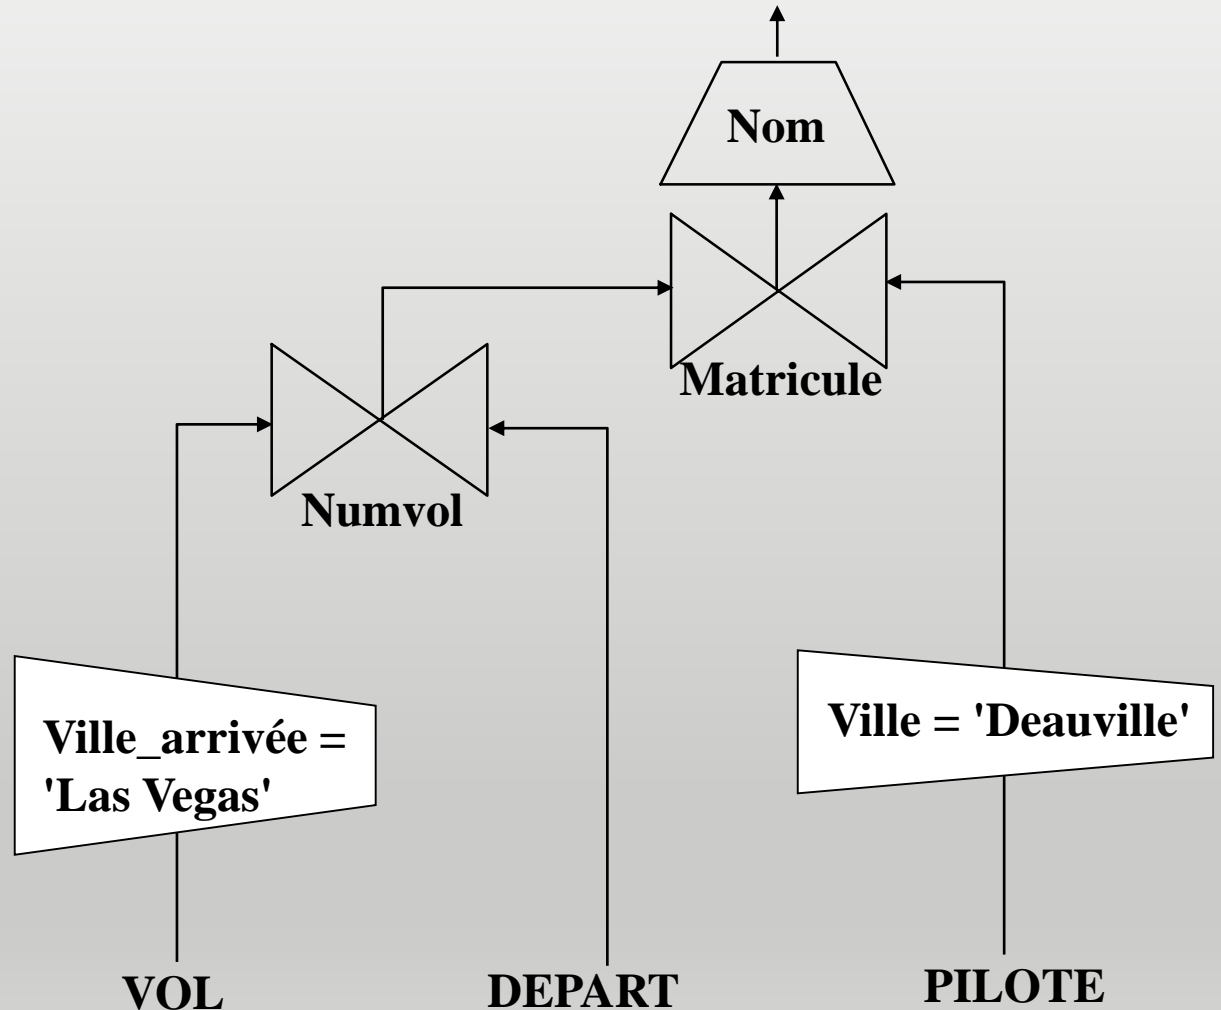 Nom
Matricule
Numvol
Ville_arrivée =
'Las Vegas'
Ville = 'Deauville'
VOL
DEPART
PILOTE